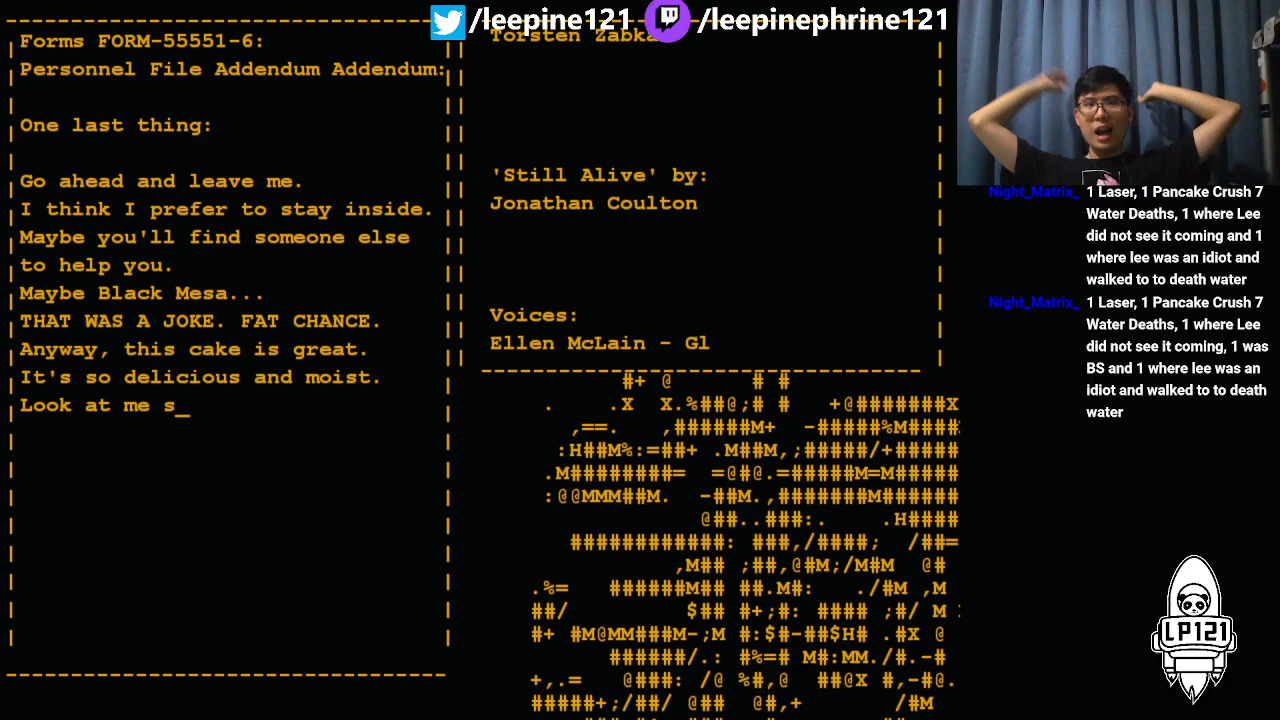 /leepine121
/leepinephrine121
Forms FORM-55551-6:
Personnel File Addendum Addendum:
One last thing:
Go ahead and leave me.
I think I prefer to stay inside.
Maybe you'll find someone else
to help you.
Maybe Black Mesa...
THAT WAS A JOKE. FAT CHANCE.
Anyway, this cake is great.
It's so delicious and moist.
Look at me s_
Torsten Zabka
'Still Alive' by:
Jonathan Coulton
Voices:
Ellen McLain - Gl
Night_Matrix_ 1 Laser, 1 Pancake Crush 7
Water Deaths, 1 where Lee
did not see it coming and 1
where lee was an idiot and
walked to to death water
Night_Matrix_ 1 Laser, 1 Pancake Crush 7
Water Deaths, 1 where Lee
did not see it coming, 1 was
BS and 1 where lee was an
idiot and walked to to death
water
LP121